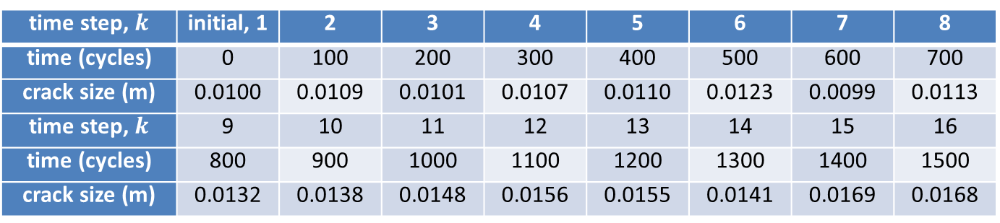 time step, k initial, 1 2 3 4 5 6 7 8
time (cycles) 0 100 200 300 400 500 600 700
crack size (m) 0.0100 0.0109 0.0101 0.0107 0.0110 0.0123 0.0099 0.0113
time step, k 9 10 11 12 13 14 15 16
time (cycles) 800 900 1000 1100 1200 1300 1400 1500
crack size (m) 0.0132 0.0138 0.0148 0.0156 0.0155 0.0141 0.0169 0.0168